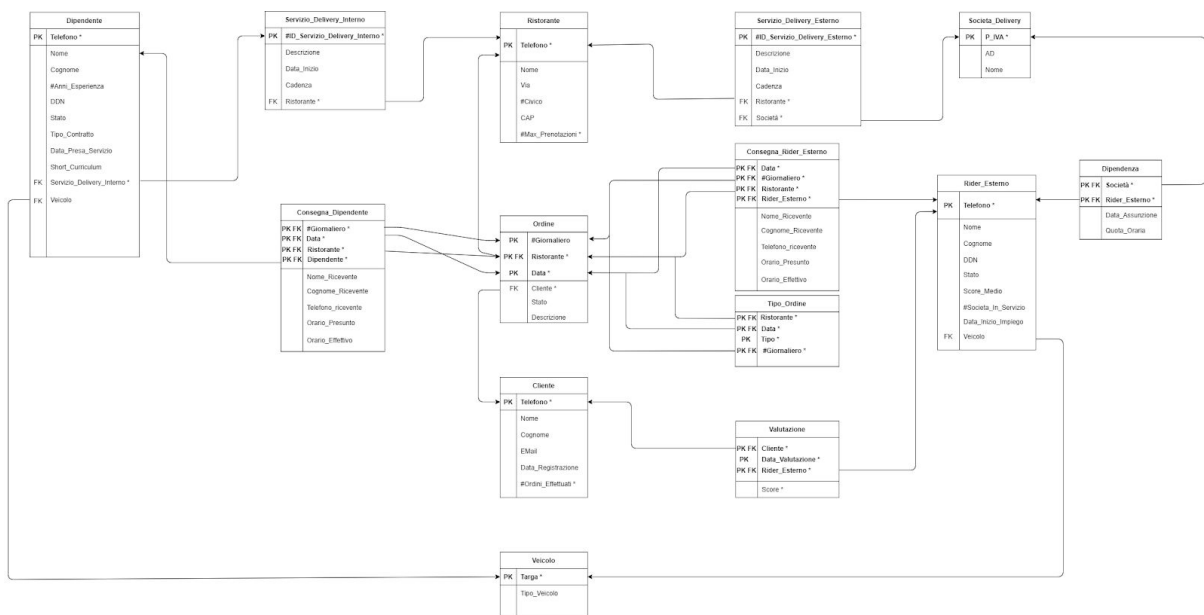 Dipendente
PK Telefono *
Nome
Cognome
#Anni_Esperienza
DDN
Stato
Tipo_Contratto
Data_Presa_Servizio
Short_Curriculum
FK Servizio_Delivery_Interno *
FK Veicolo
Servizio_Delivery_Interno
PK #ID_Servizio_Delivery_Interno *
Descrizione
Data_Inizio
Cadenza
FK Ristorante *
Ristorante
PK Telefono *
Nome
Via
#Civico
CAP
#Max_Prenotazioni *
Servizio_Delivery_Esterno
PK #ID_Servizio_Delivery_Esterno *
Descrizione
Data_Inizio
Cadenza
FK Ristorante *
FK Società *
Societa_Delivery
PK P_IVA *
AD
Nome
Consegna_Dipendente
PK FK #Giornaliero *
PK FK Data *
PK FK Ristorante *
PK FK Dipendente *
Nome_Ricevente
Cognome_Ricevente
Telefono_ricevente
Orario_Presunto
Orario_Effettivo
Ordine
PK #Giornaliero
PK FK Ristorante *
PK Data *
FK Cliente *
Stato
Descrizione
Consegna_Rider_Esterno
PK FK Data *
PK FK #Giornaliero *
PK FK Ristorante *
PK FK Rider_Esterno *
Nome_Ricevente
Cognome_Ricevente
Telefono_ricevente
Orario_Presunto
Orario_Effettivo
Tipo_Ordine
PK FK Ristorante *
PK FK Data *
PK Tipo *
PK FK #Giornaliero *
Rider_Esterno
PK Telefono *
Nome
Cognome
DDN
Stato
Score_Medio
#Societa_In_Servizio
Data_Inizio_Impiego
FK Veicolo
Dipendenza
PK FK Società *
PK FK Rider_Esterno *
Data_Assunzione
Quota_Oraria
Cliente
PK Telefono *
Nome
Cognome
EMail
Data_Registrazione
#Ordini_Effettuati *
Valutazione
PK FK Cliente *
PK Data_Valutazione *
PK FK Rider_Esterno *
Score *
Veicolo
PK Targa *
Tipo_Veicolo